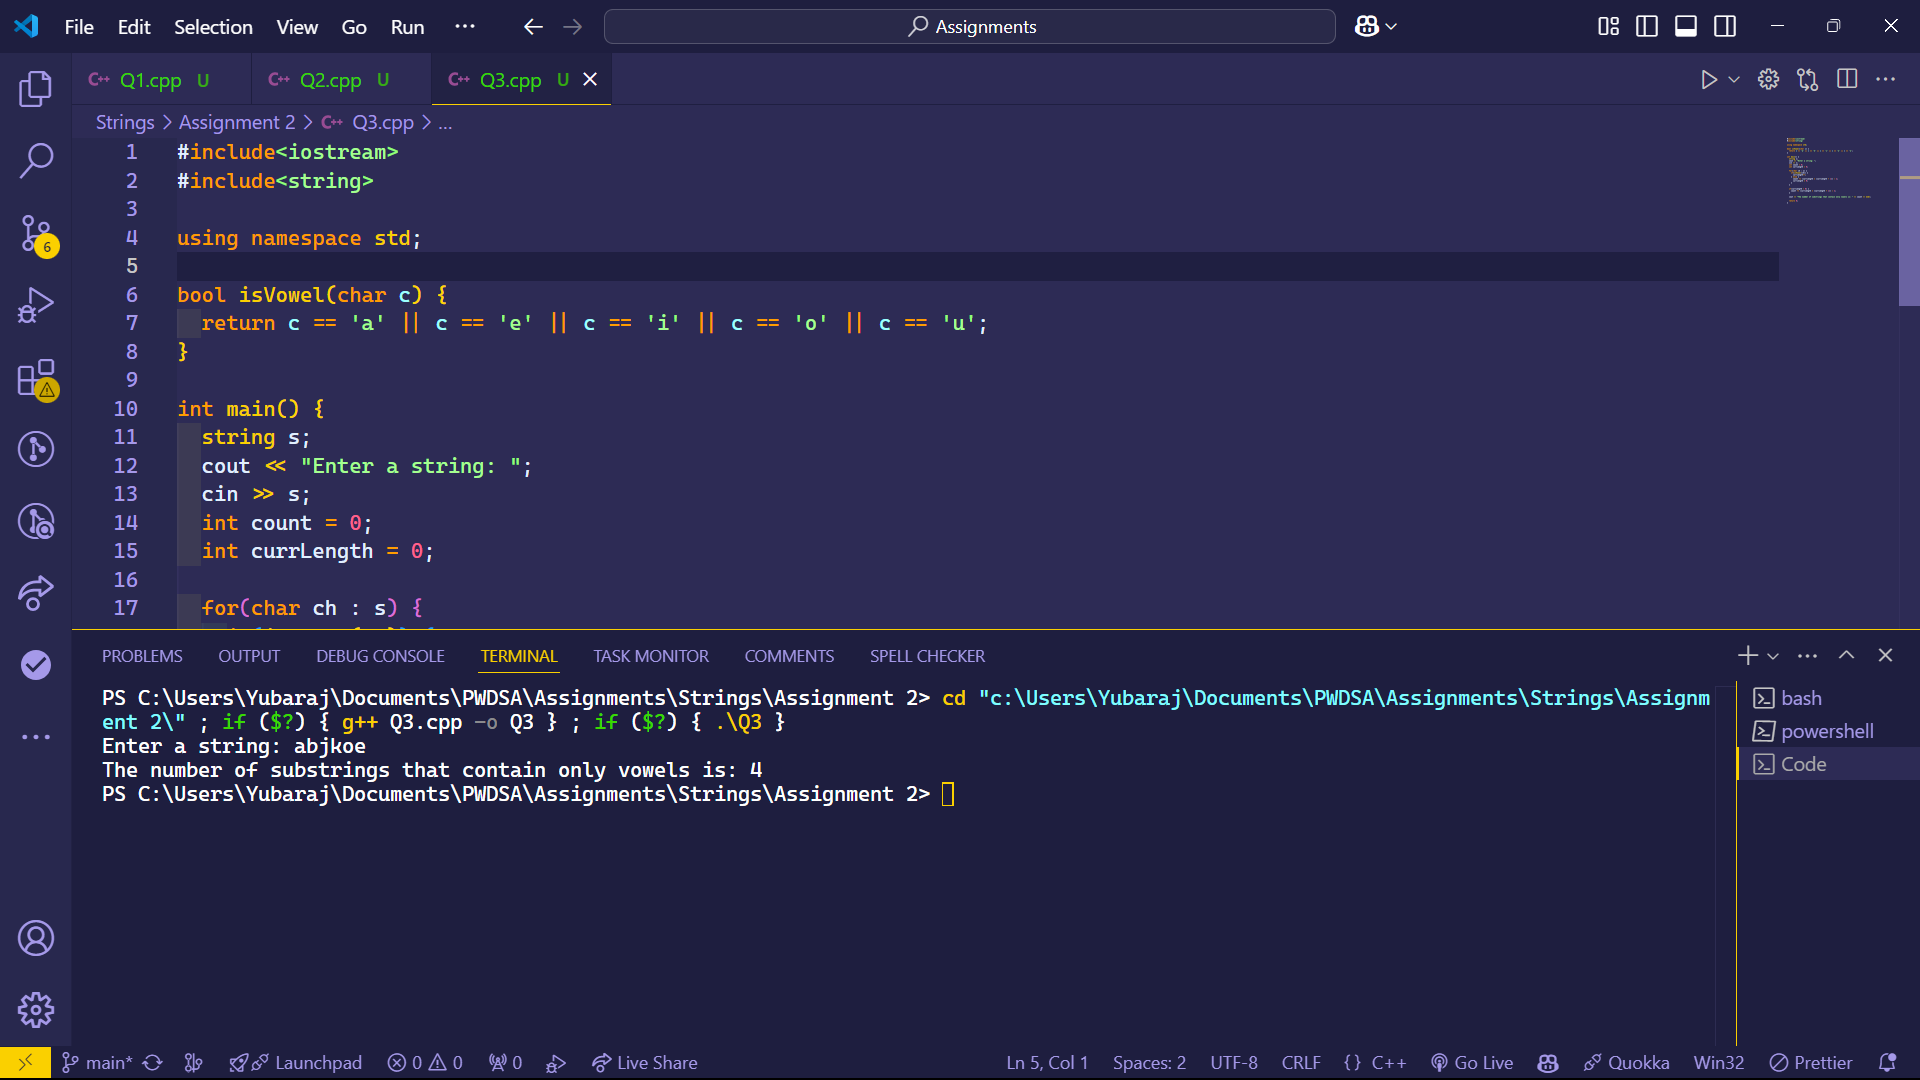 File Edit Selection View Go Run ··· Assignments
C++ Q1.cpp U C++ Q2.cpp U C++ Q3.cpp U
Strings > Assignment 2 > C++ Q3.cpp > ...
1 #include<iostream>
2 #include<string>
3
4 using namespace std;
5
6 bool isVowel(char c) {
7 return c == 'a' || c == 'e' || c == 'i' || c == 'o' || c == 'u';
8 }
9
10 int main() {
11 string s;
12 cout << "Enter a string: ";
13 cin >> s;
14 int count = 0;
15 int currLength = 0;
16
17 for(char ch : s) {
6
PROBLEMS OUTPUT DEBUG CONSOLE TERMINAL TASK MONITOR COMMENTS SPELL CHECKER
PS C:\Users\Yubaraj\Documents\PWDSA\Assignments\Strings\Assignment 2> cd "c:\Users\Yubaraj\Documents\PWDSA\Assignments\Strings\Assignm
ent 2\" ; if ($?) { g++ Q3.cpp -o Q3 } ; if ($?) { .\Q3 }
Enter a string: abjkoe
The number of substrings that contain only vowels is: 4
PS C:\Users\Yubaraj\Documents\PWDSA\Assignments\Strings\Assignment 2>
bash
powershell
Code
main* Launchpad 0 0 0 Live Share Ln 5, Col 1 Spaces: 2 UTF-8 CRLF {} C++ Go Live Quokka Win32 Prettier